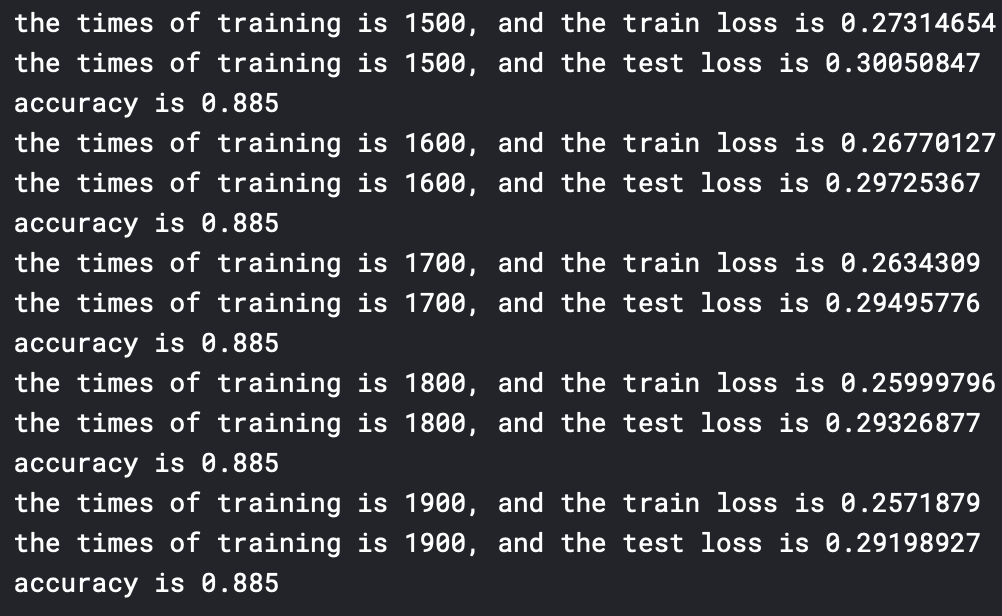 the times of training is 1500, and the train loss is 0.27314654
the times of training is 1500, and the test loss is 0.30050847
accuracy is 0.885
the times of training is 1600, and the train loss is 0.26770127
the times of training is 1600, and the test loss is 0.29725367
accuracy is 0.885
the times of training is 1700, and the train loss is 0.2634309
the times of training is 1700, and the test loss is 0.29495776
accuracy is 0.885
the times of training is 1800, and the train loss is 0.25999796
the times of training is 1800, and the test loss is 0.29326877
accuracy is 0.885
the times of training is 1900, and the train loss is 0.2571879
the times of training is 1900, and the test loss is 0.29198927
accuracy is 0.885